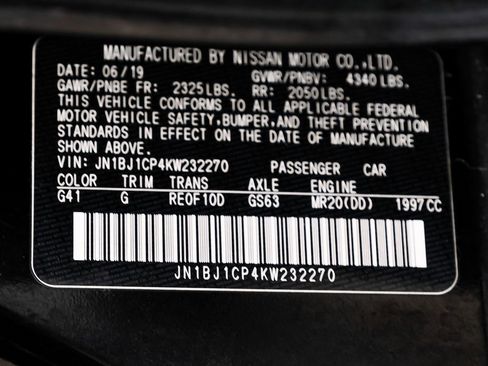 MANUFACTURED BY NISSAN MOTOR CO.,LTD.
DATE: 06/19 GVWR/PNBV: 4340 LBS.
GAWR/PNBE FR: 2325LBS. RR: 2050LBS.
THIS VEHICLE CONFORMS TO ALL APPLICABLE FEDERAL
MOTOR VEHICLE SAFETY,BUMPER,AND THEFT PREVENTION
STANDARDS IN EFFECT ON THE DATE OF MANUFACTURE
SHOWN ABOVE.
VIN: JN1BJ1CP4KW232270 PASSENGER CAR
COLOR TRIM TRANS AXLE ENGINE
G41 G RE0F10D GS63 MR20(DD) 1997CC
JN1BJ1CP4KW232270